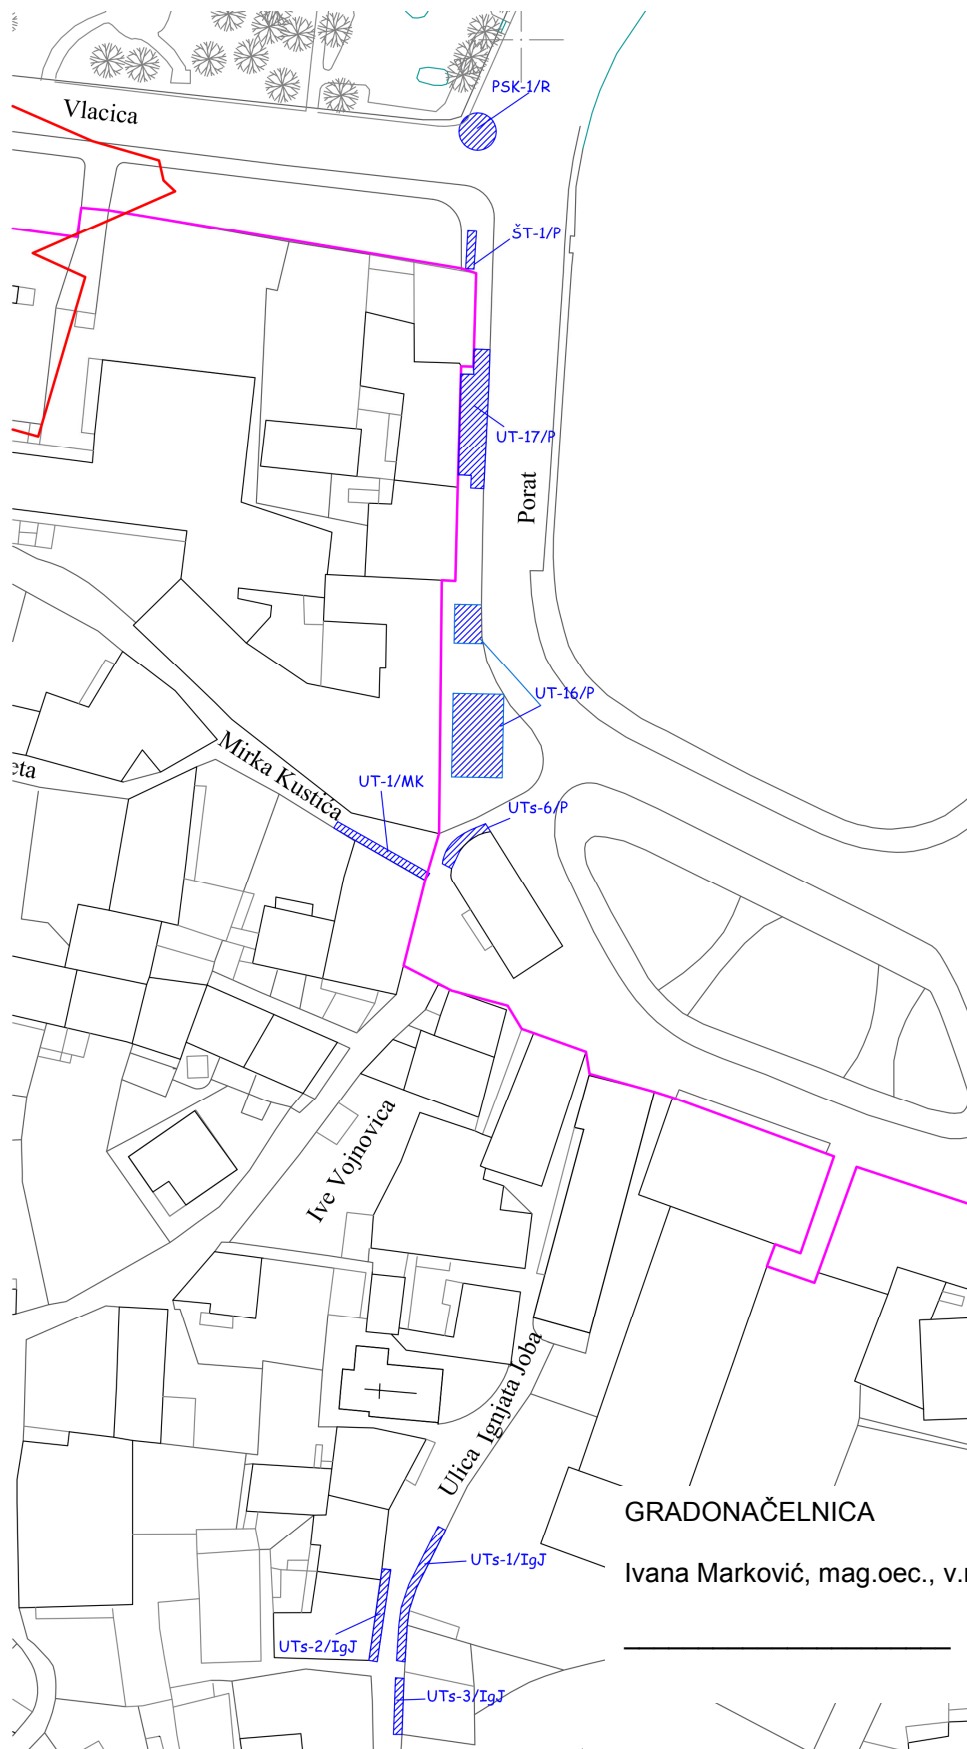 PSK-1/R
Vlacica
ŠT-1/P
UT-17/P
Porat
UT-16/P
Mirka Kustića
eta
UT-1/MK
UTs-6/P
Ive Vojnovica
Ulica Ignjata Joba
GRADONAČELNICA
UTs-1/IgJ
Ivana Marković, mag.oec., v.r
UTs-2/IgJ
UTs-3/IgJ